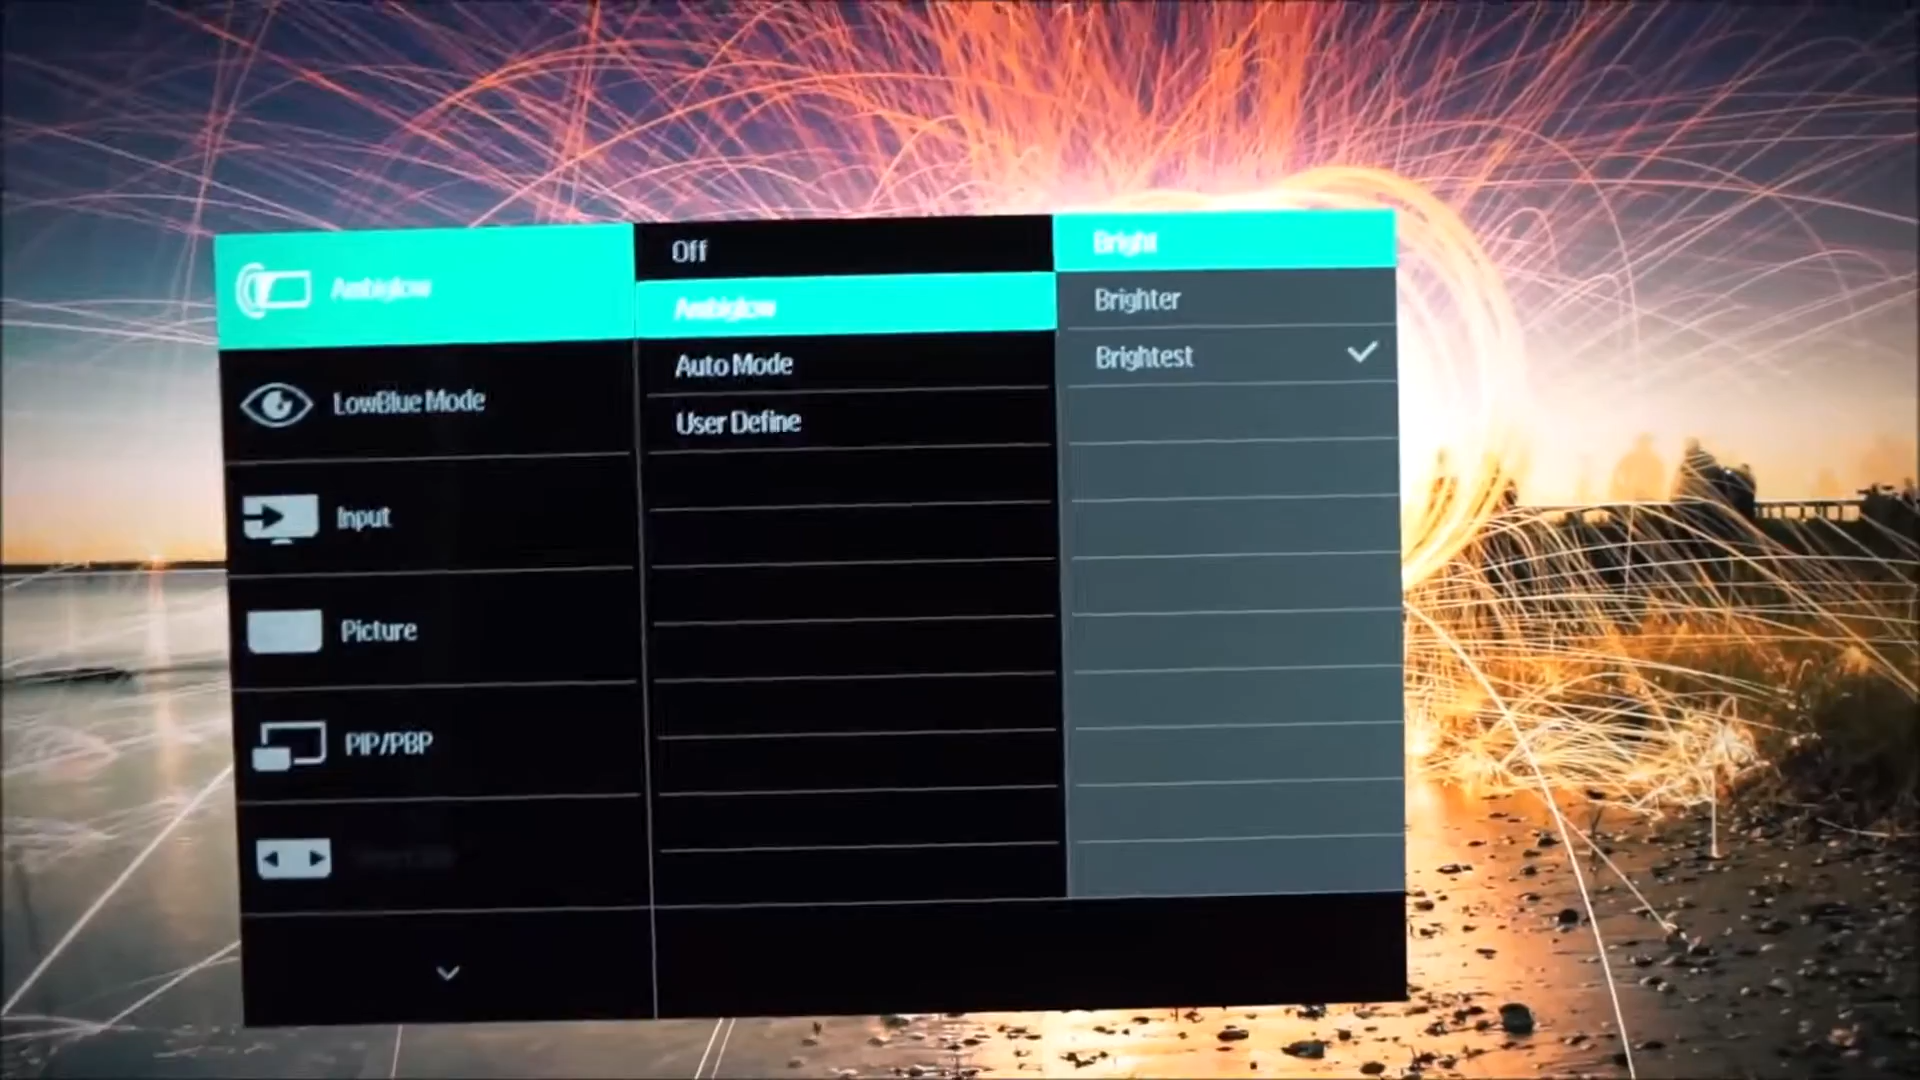 Ambiglow
LowBlue Mode
Input
Picture
PIP/PBP
Off
Ambiglow
Auto Mode
User Define
Bright
Brighter
Brightest